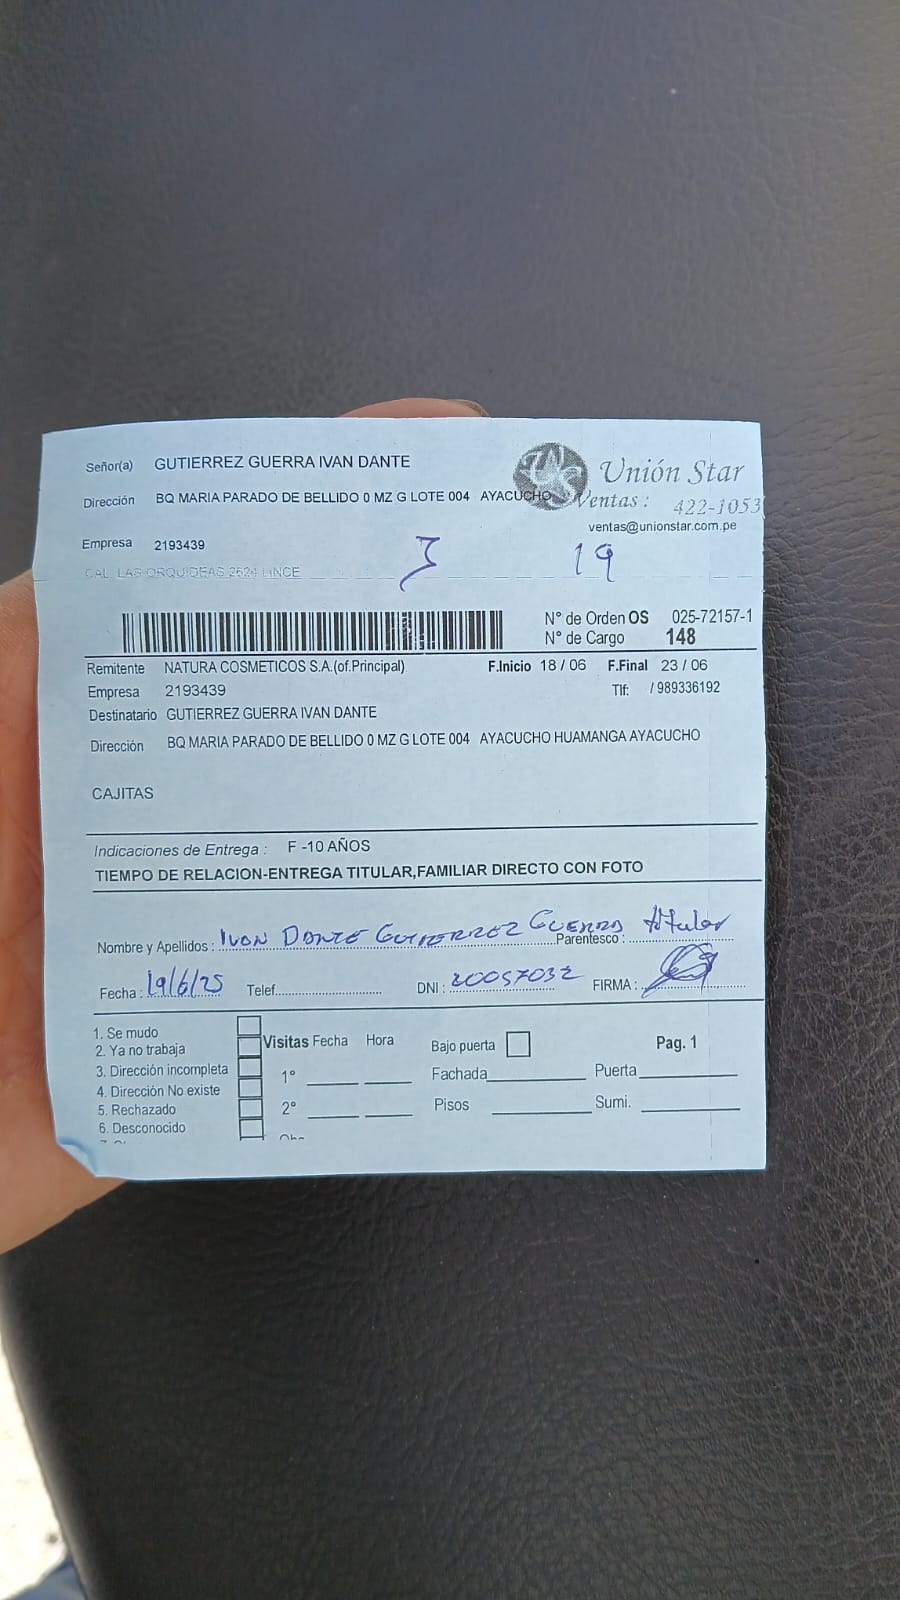 Señor(a) GUTIERREZ GUERRA IVAN DANTE
Unión Star
Dirección BQ MARIA PARADO DE BELLIDO 0 MZ G LOTE 004 AYACUCHO
Ventas : 422-1053
ventas@unionstar.com.pe
Empresa 2193439
3 19
CAL LAS ORQUIDEAS 2624 LINCE
N° de Orden OS 025-72157-1
N° de Cargo 148
Remitente NATURA COSMETICOS S.A.(of.Principal) F.Inicio 18 / 06 F.Final 23 / 06
Empresa 2193439 Tlf: / 989336192
Destinatario GUTIERREZ GUERRA IVAN DANTE
Dirección BQ MARIA PARADO DE BELLIDO 0 MZ G LOTE 004 AYACUCHO HUAMANGA AYACUCHO
CAJITAS
Indicaciones de Entrega : F -10 AÑOS
TIEMPO DE RELACION-ENTREGA TITULAR,FAMILIAR DIRECTO CON FOTO
Nombre y Apellidos : IVAN DANTE GUTIERREZ GUERRA Parentesco : titular
Fecha : 19/6/25 Telef. DNI : FIRMA :
1. Se mudo
2. Ya no trabaja
3. Dirección incompleta
4. Dirección No existe
5. Rechazado
6. Desconocido
Visitas Fecha Hora
1°
2°
Bajo puerta Pag. 1
Fachada Puerta
Pisos Sumi.